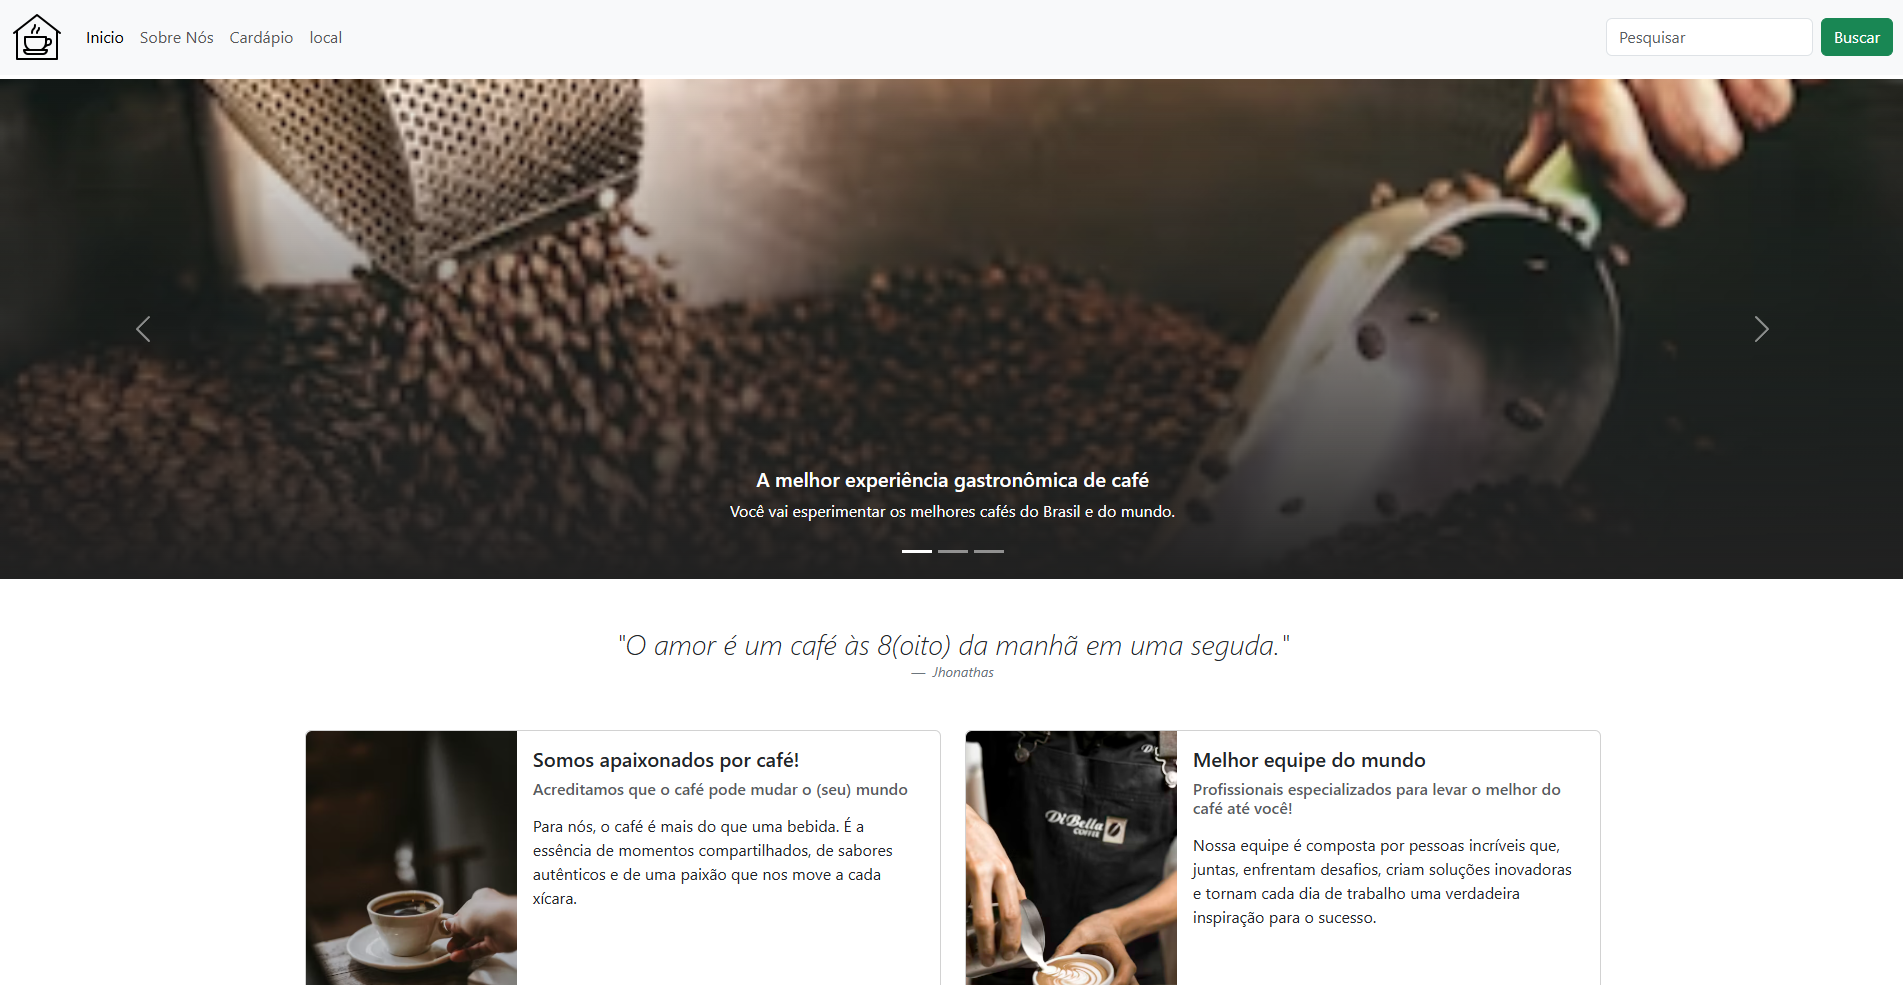 Inicio Sobre Nós Cardápio local Pesquisar Buscar
A melhor experiência gastronômica de café
Você vai esperimentar os melhores cafés do Brasil e do mundo.
"O amor é um café às 8(oito) da manhã em uma seguda."
— Jhonathas
Somos apaixonados por café!
Acreditamos que o café pode mudar o (seu) mundo
Para nós, o café é mais do que uma bebida. É a
essência de momentos compartilhados, de sabores
autênticos e de uma paixão que nos move a cada
xícara.
Di Bella
COFFEE
Melhor equipe do mundo
Profissionais especializados para levar o melhor do
café até você!
Nossa equipe é composta por pessoas incríveis que,
juntas, enfrentam desafios, criam soluções inovadoras
e tornam cada dia de trabalho uma verdadeira
inspiração para o sucesso.